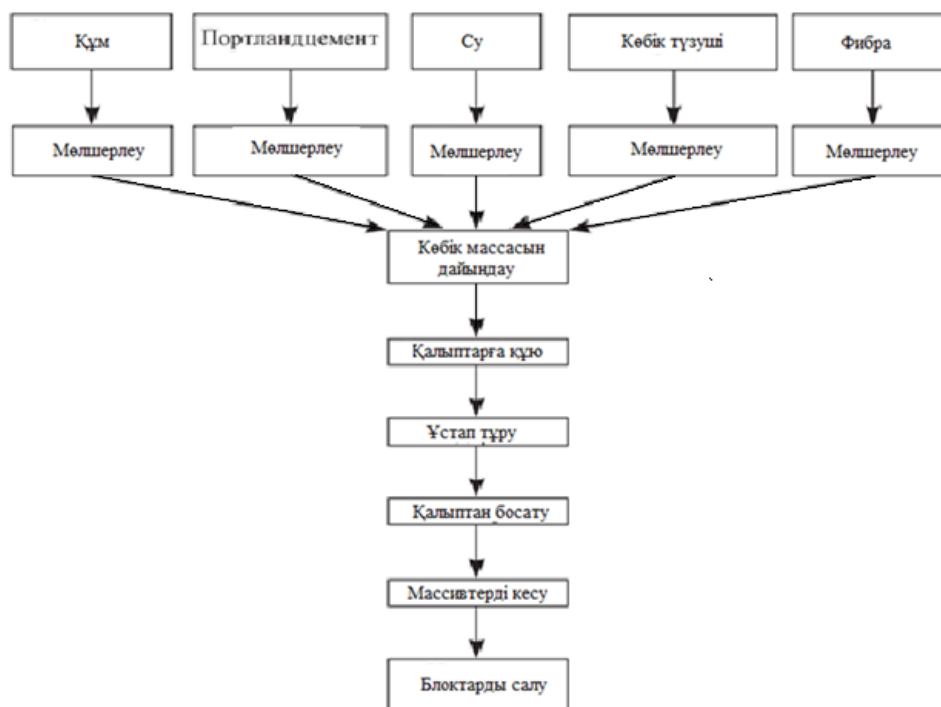 Құм
Портландцемент
Су
Көбік түзуші
Фибра
Мөлшерлеу
Мөлшерлеу
Мөлшерлеу
Мөлшерлеу
Мөлшерлеу
Көбік массасын
дайындау
Қалыптарға құю
Ұстап тұру
Қалыптан босату
Массивтерді кесу
Блоктарды салу